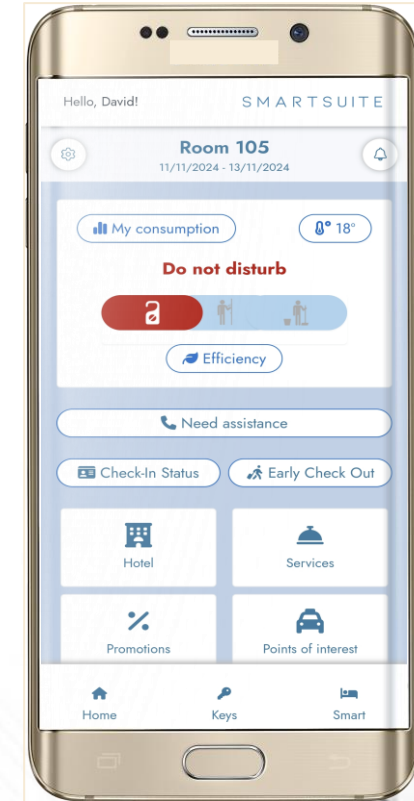 Hello, David!
SMARTSUITE
Room 105
11/11/2024 - 13/11/2024
My consumption
18°
Do not disturb
Efficiency
Need assistance
Check-In Status
Early Check Out
Hotel
Services
Promotions
Points of interest
Home
Keys
Smart